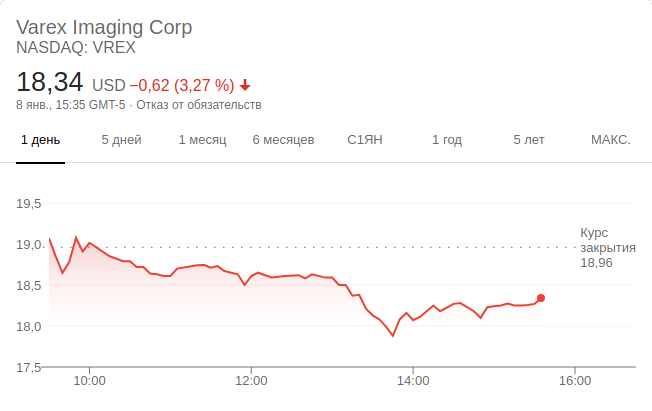 Varex Imaging Corp
NASDAQ: VREX
18,34 USD −0,62 (3,27 %)
8 янв., 15:35 GMT-5 · Отказ от обязательств
1 день 5 дней 1 месяц 6 месяцев С1ЯН 1 год 5 лет МАКС.
19,5
19,0
18,5
18,0
17,5
Курс
закрытия
18,96
10:00 12:00 14:00 16:00